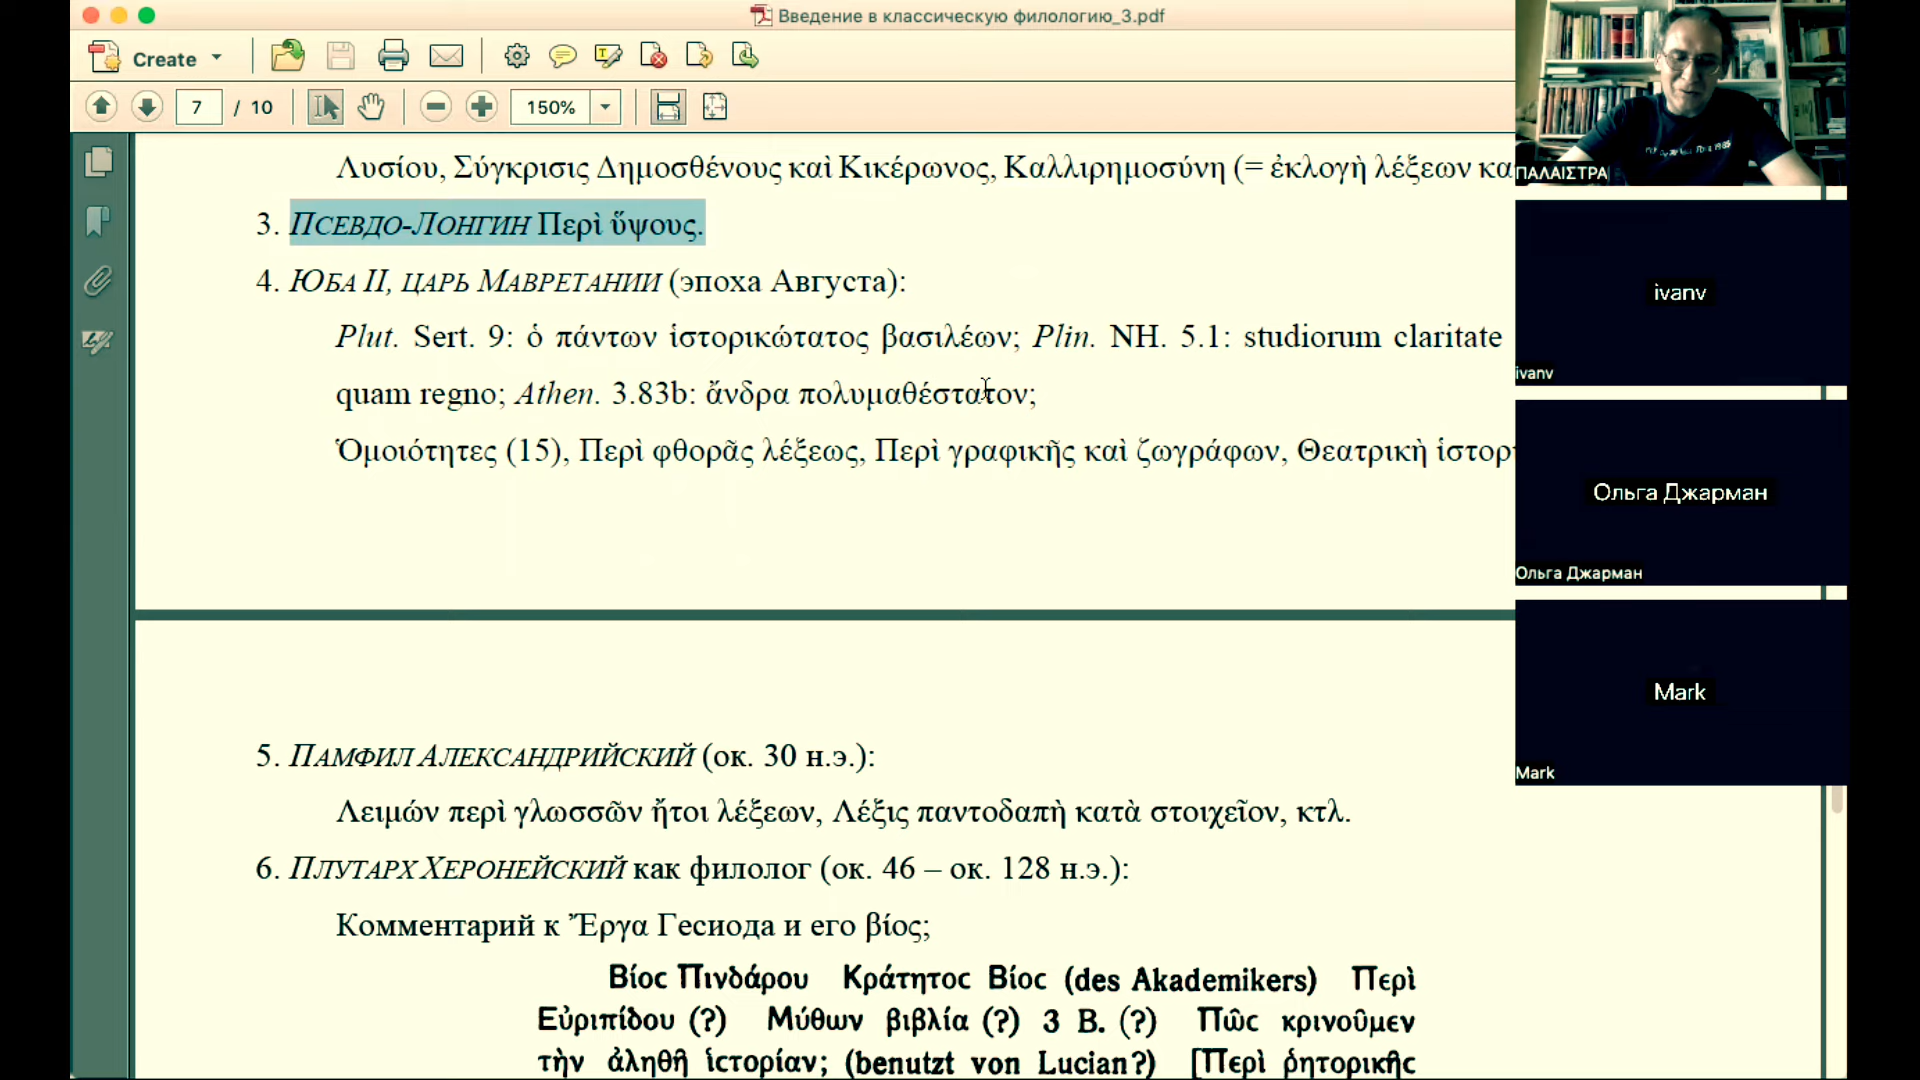 Введение в классическую филологию_3.pdf
Create
7 / 10 150%
Λυσίου, Σύγκρισις Δημοσθένους καὶ Κικέρωνος, Καλλιρημοσύνη (= ἐκλογὴ λέξεων κα
3. ПСЕВДО-ЛОНГИН Περὶ ὕψους.
4. ЮБА II, ЦАРЬ МАВРЕТАНИИ (эпоха Августа):
Plut. Sert. 9: ὁ πάντων ἱστορικώτατος βασιλέων; Plin. NH. 5.1: studiorum claritate
quam regno; Athen. 3.83b: ἄνδρα πολυμαθέστατον;
Ὁμοιότητες (15), Περὶ φθορᾶς λέξεως, Περὶ γραφικῆς καὶ ζωγράφων, Θεατρικὴ ἱστορι
5. ПАМФИЛ АЛЕКСАНДРИЙСКИЙ (ок. 30 н.э.):
Λειμών περὶ γλωσσῶν ἤτοι λέξεων, Λέξις παντοδαπὴ κατὰ στοιχεῖον, κτλ.
6. ПЛУТАРХ ХЕРОНЕЙСКИЙ как филолог (ок. 46 – ок. 128 н.э.):
Комментарий к Ἔργα Гесиода и его βίος;
Βίος Πινδάρου Κράτητος Βίος (des Akademikers) Περὶ
Εὐριπίδου (?) Μύθων βιβλία (?) 3 B. (?) Πῶς κρινοῦμεν
τὴν ἀληθῆ ἱστορίαν; (benutzt von Lucian?) [Περὶ ῥητορικῆς
ΠΑΛΑΙΣΤΡΑ
ivanv
ivanv
Ольга Джарман
Ольга Джарман
Mark
Mark